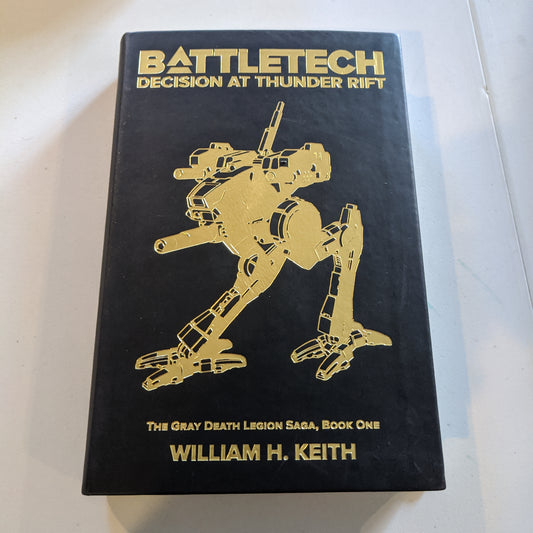 BATTLETECH
DECISION AT THUNDER RIFT
THE GRAY DEATH LEGION SAGA, BOOK ONE
WILLIAM H. KEITH